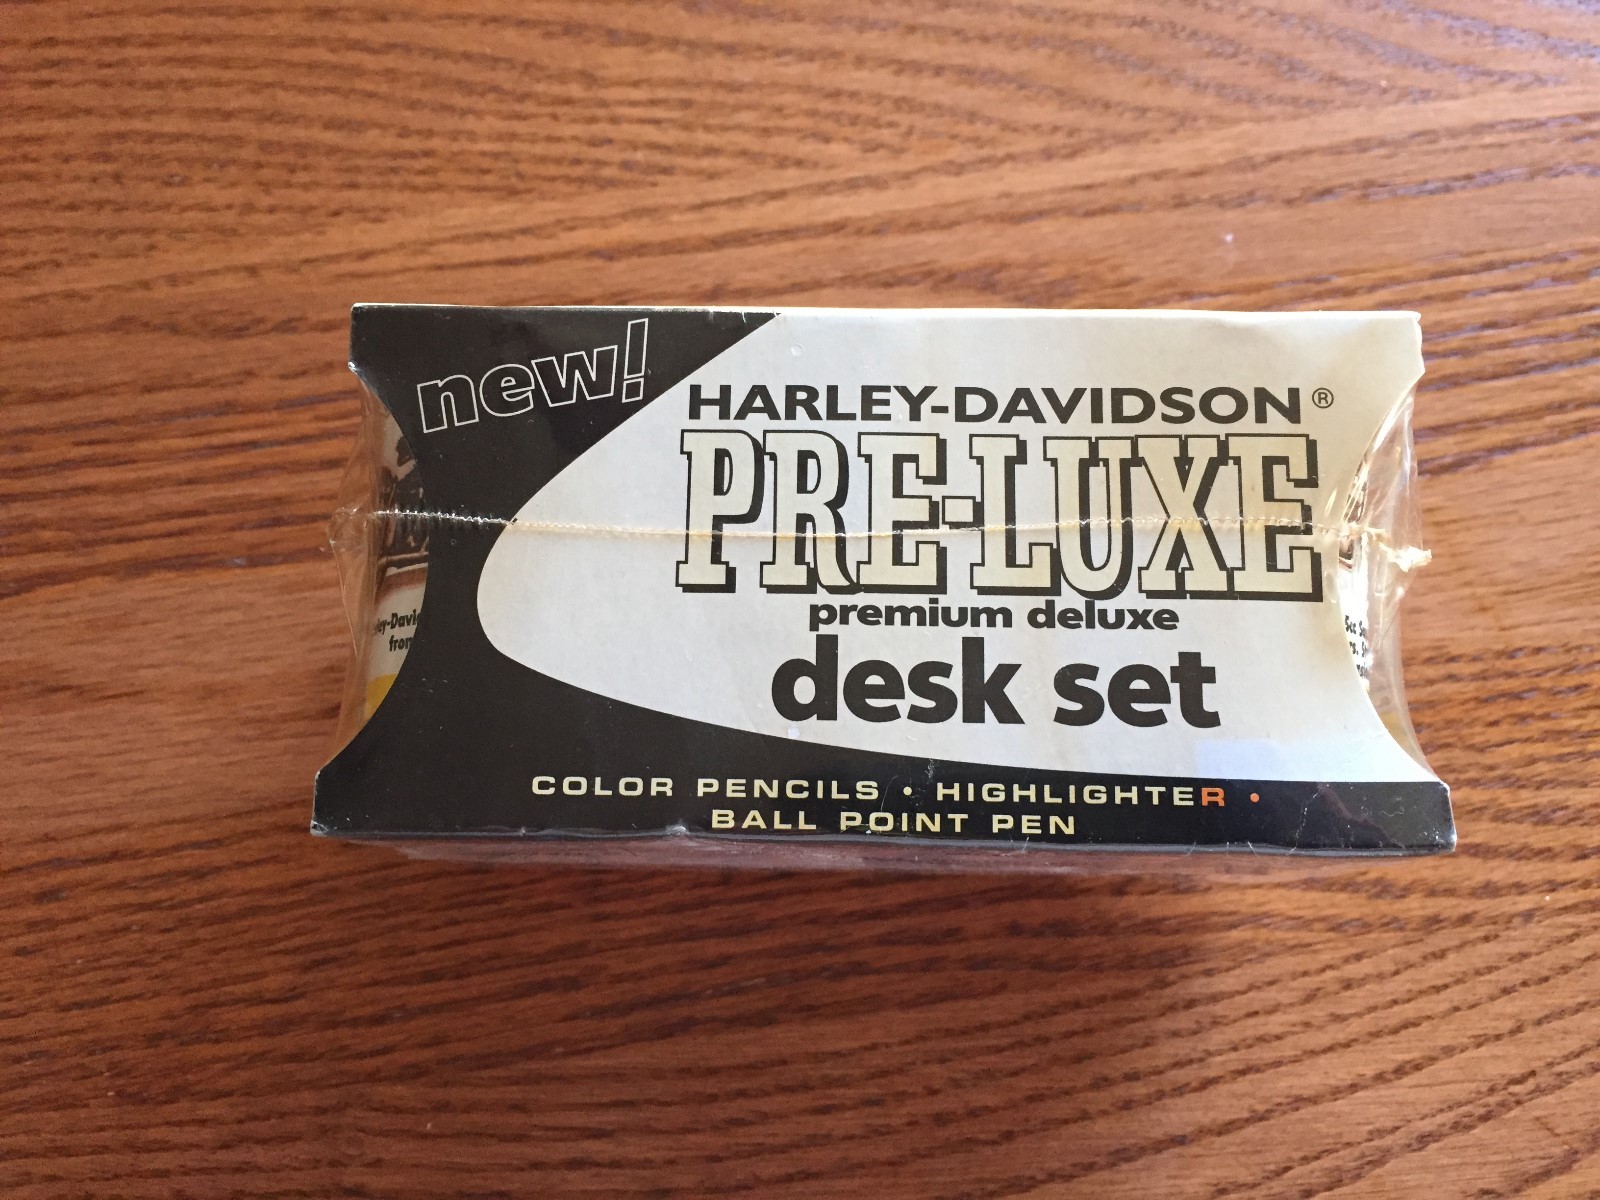 new!
HARLEY-DAVIDSON®
PRE-LUXE
premium deluxe
desk set
COLOR PENCILS • HIGHLIGHTER •
BALL POINT PEN